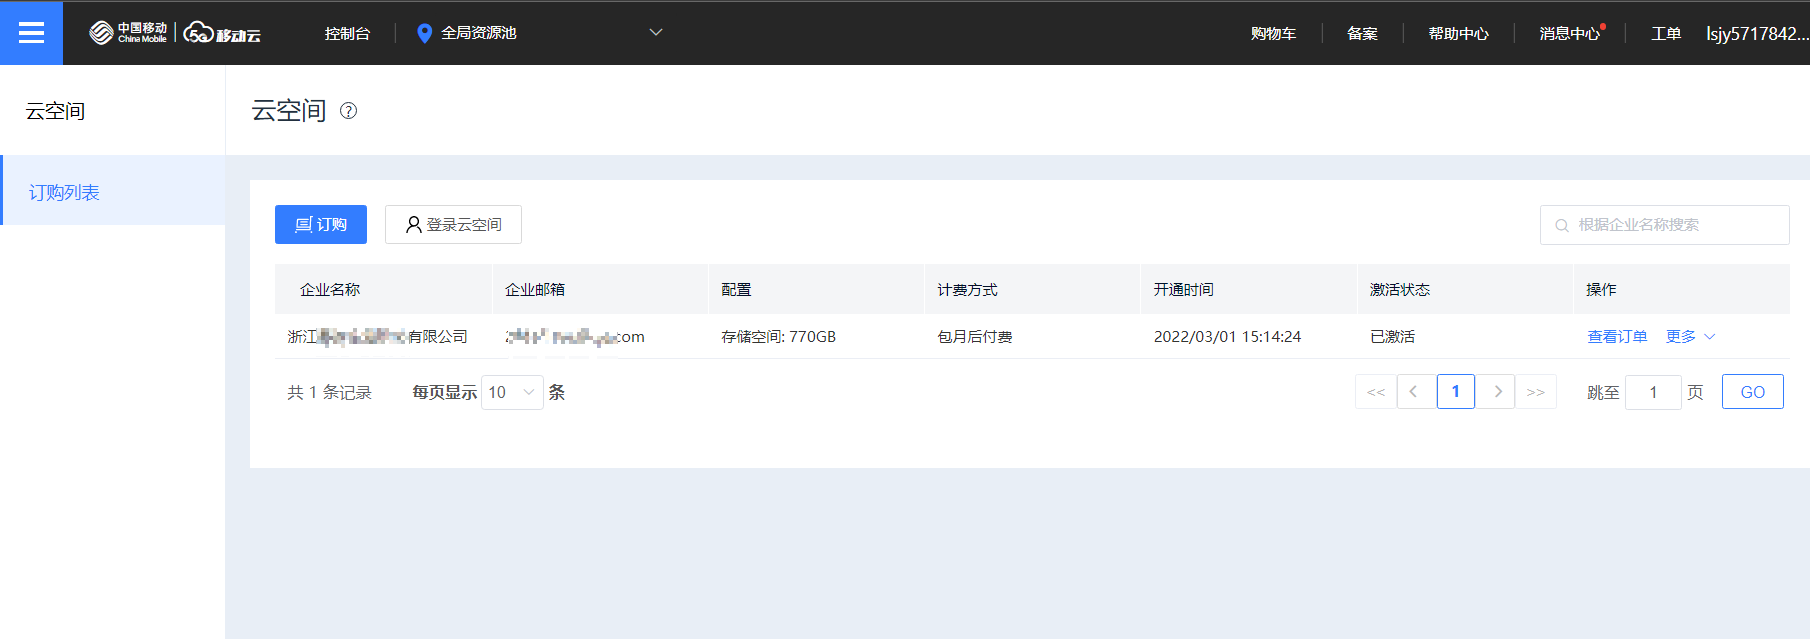 中国移动 China Mobile 5G 移动云 控制台 全局资源池 购物车 备案 帮助中心 消息中心 工单 lsjy5717842...
云空间
云空间 ?
订购列表
订购 登录云空间 根据企业名称搜索
企业名称 企业邮箱 配置 计费方式 开通时间 激活状态 操作
浙江 有限公司 com 存储空间: 770GB 包月后付费 2022/03/01 15:14:24 已激活 查看订单 更多
共 1 条记录 每页显示 10 条 << < 1 > >> 跳至 1 页 GO